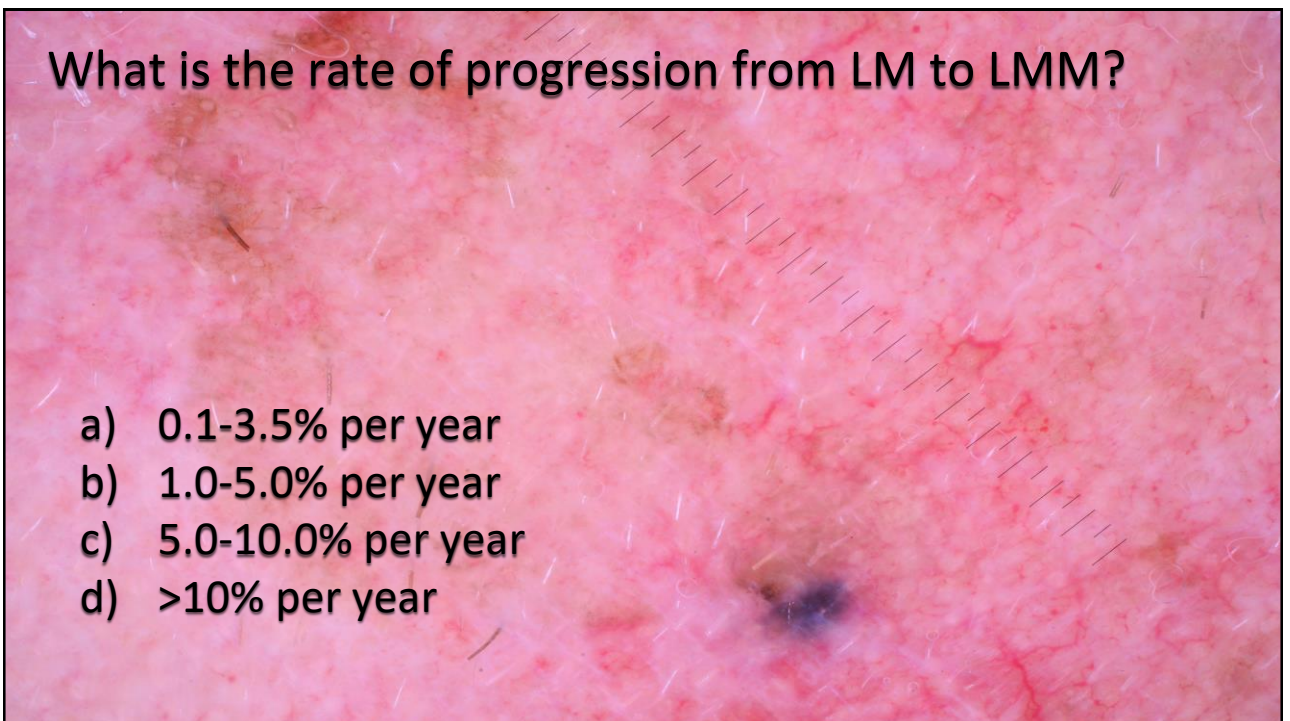 What is the rate of progression from LM to LMM?
a) 0.1-3.5% per year
b) 1.0-5.0% per year
c) 5.0-10.0% per year
d) >10% per year